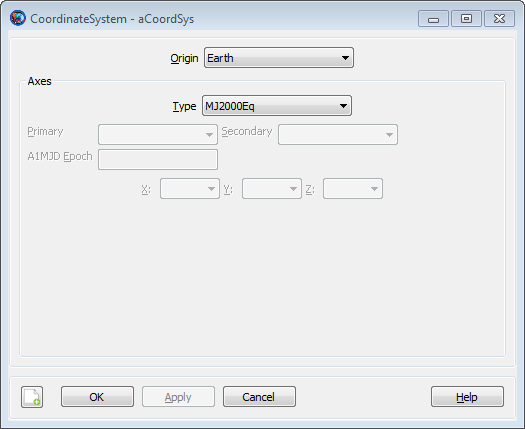 CoordinateSystem - aCoordSys
Origin Earth
Axes
Type MJ2000Eq
Primary Secondary
A1MJD Epoch
X: Y: Z:
OK Apply Cancel Help